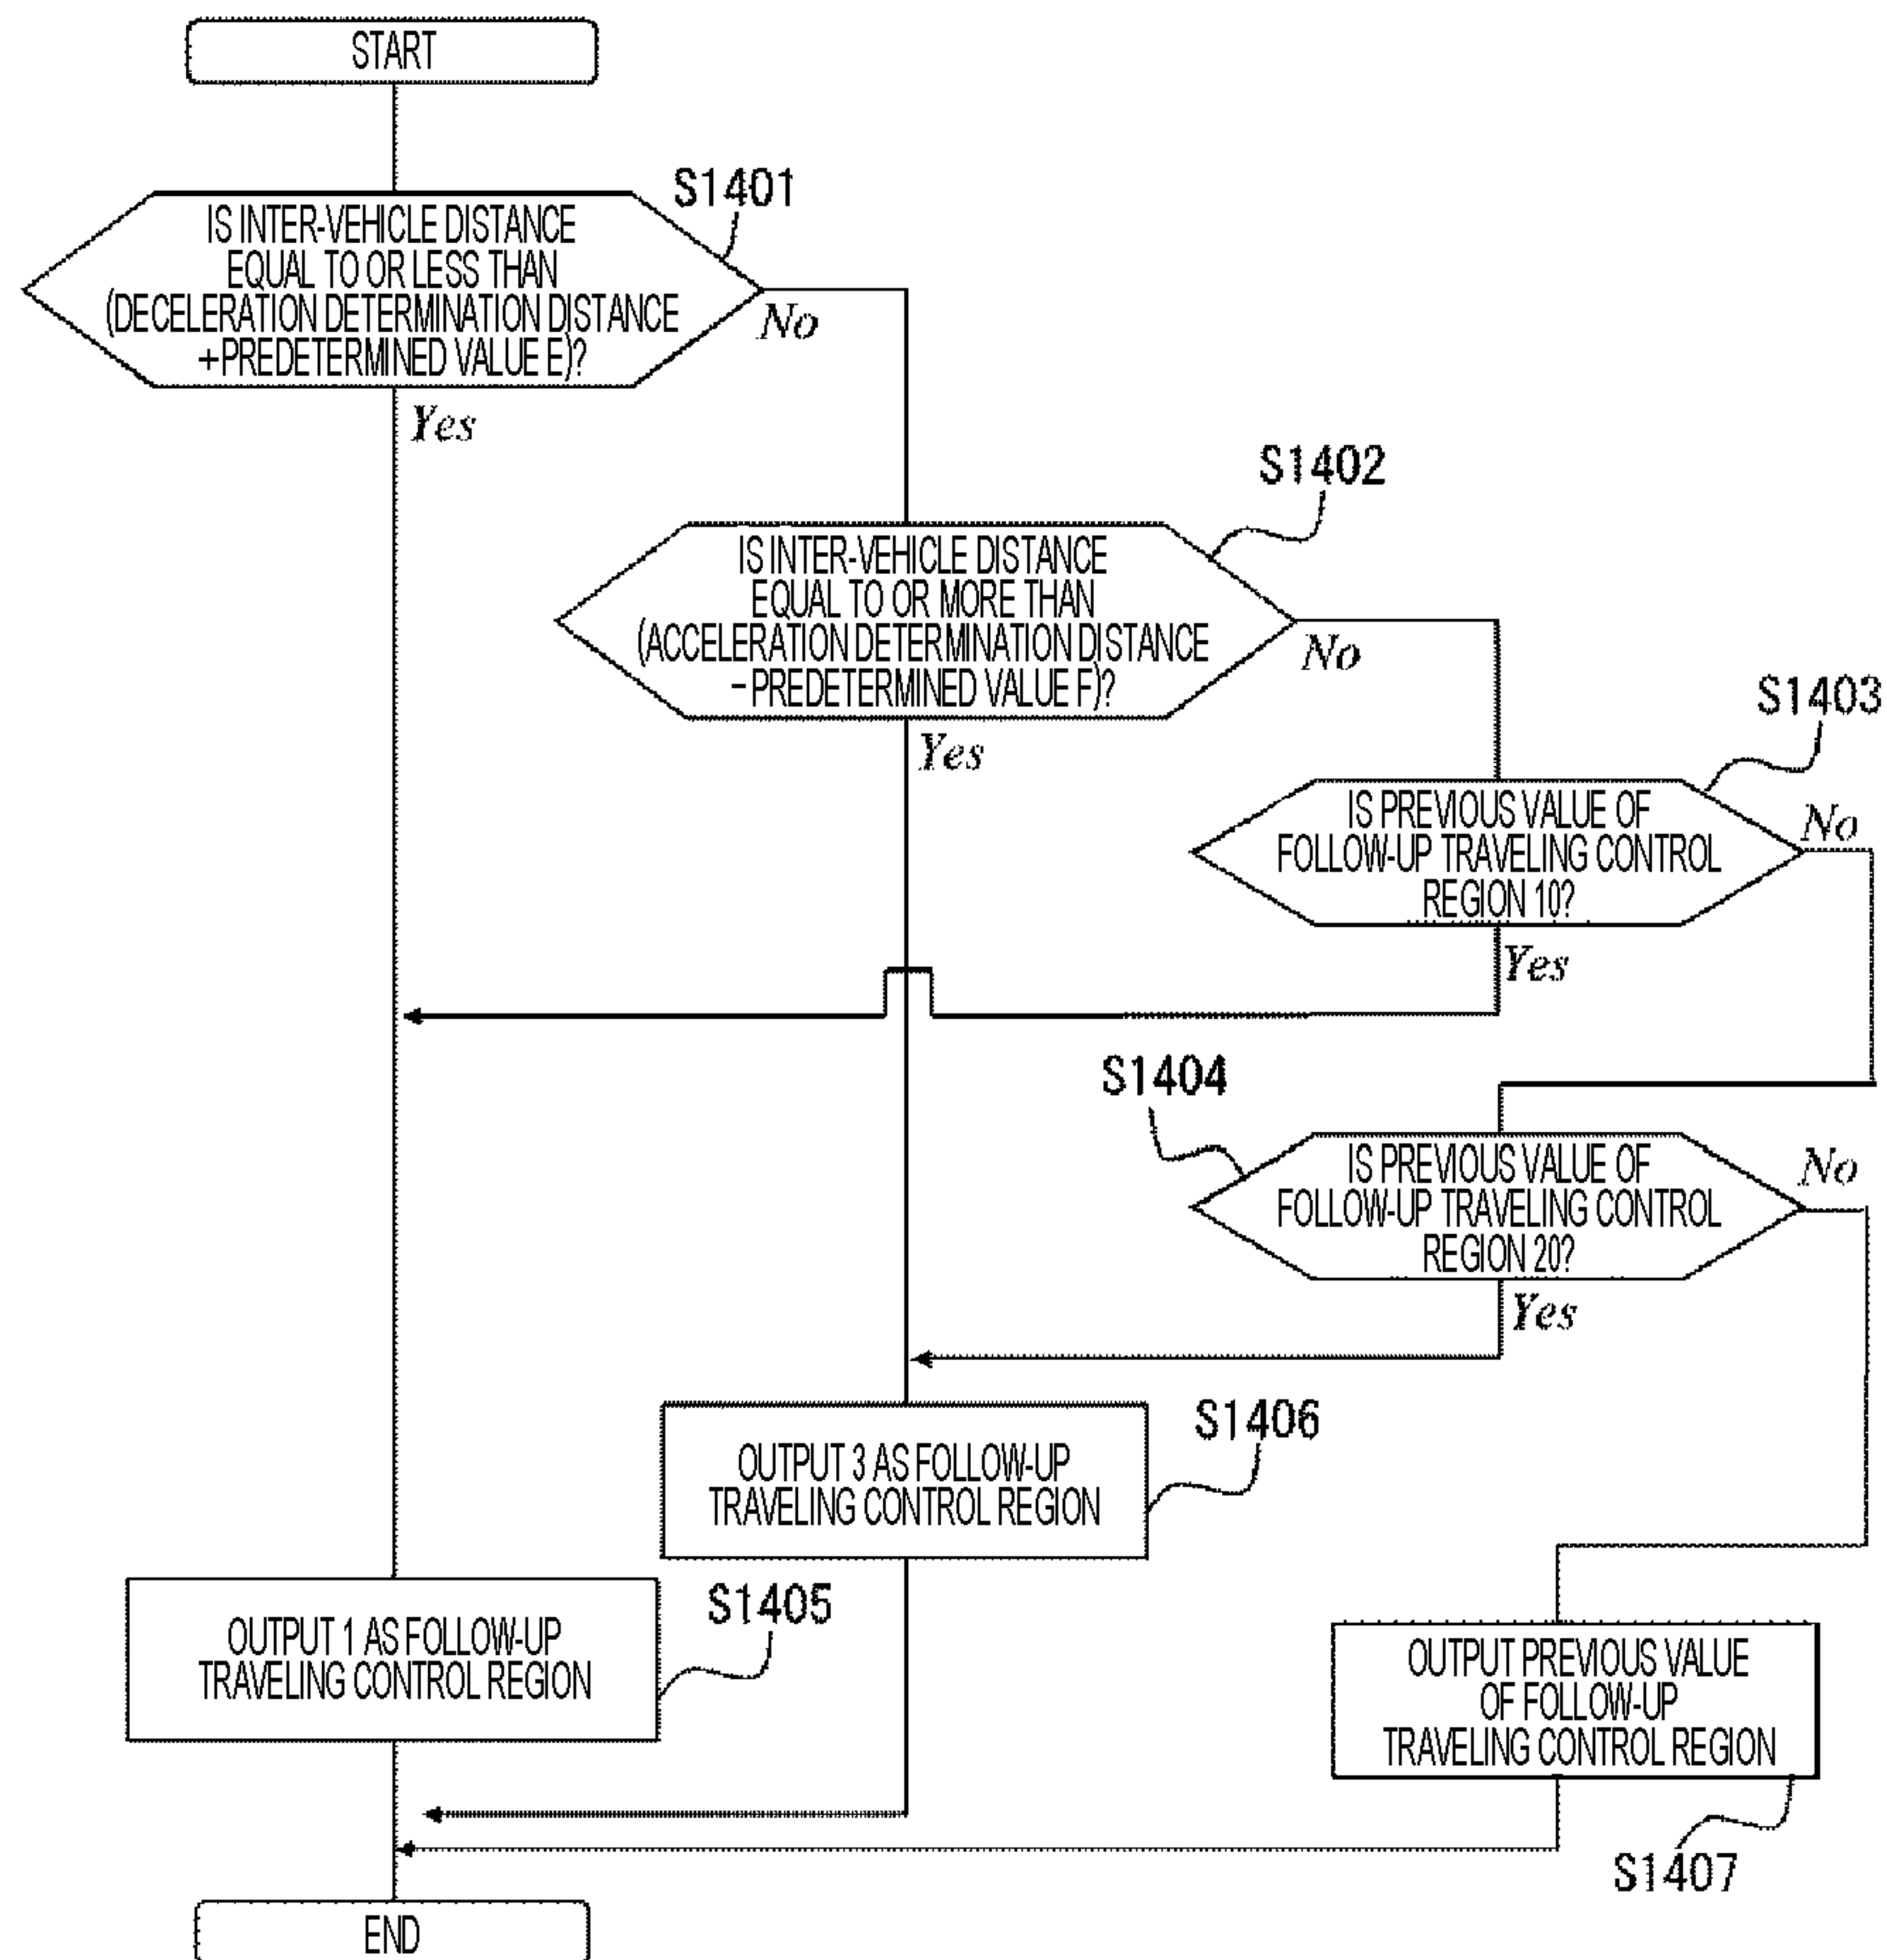 START
S1401
IS INTER-VEHICLE DISTANCE
EQUAL TO OR LESS THAN
(DECELERATION DETERMINATION DISTANCE
+PREDETERMINED VALUE E)?
No
Yes
S1402
IS INTER-VEHICLE DISTANCE
EQUAL TO OR MORE THAN
(ACCELERATION DETERMINATION DISTANCE
-PREDETERMINED VALUE F)?
No
Yes
S1403
IS PREVIOUS VALUE OF
FOLLOW-UP TRAVELING CONTROL
REGION 10?
No
Yes
S1404
IS PREVIOUS VALUE OF
FOLLOW-UP TRAVELING CONTROL
REGION 20?
No
Yes
S1406
OUTPUT 3 AS FOLLOW-UP
TRAVELING CONTROL REGION
S1405
OUTPUT 1 AS FOLLOW-UP
TRAVELING CONTROL REGION
OUTPUT PREVIOUS VALUE
OF FOLLOW-UP
TRAVELING CONTROL REGION
S1407
END